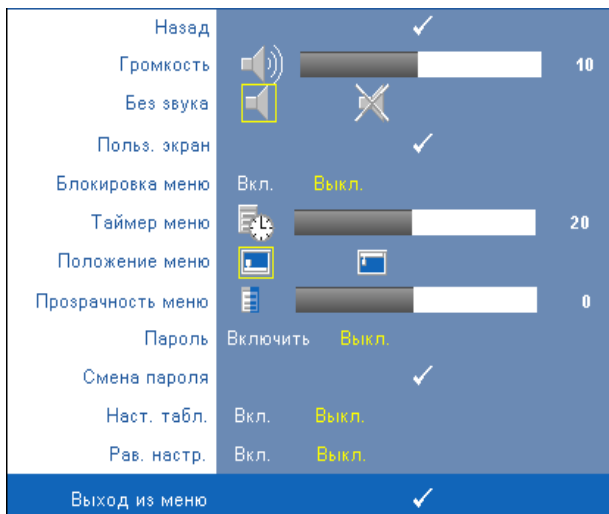 Назад
Громкость 10
Без звука
Польз. экран
Блокировка меню Вкл. Выкл.
Таймер меню 20
Положение меню
Прозрачность меню 0
Пароль Включить Выкл.
Смена пароля
Наст. табл. Вкл. Выкл.
Рав. настр. Вкл. Выкл.
Выход из меню